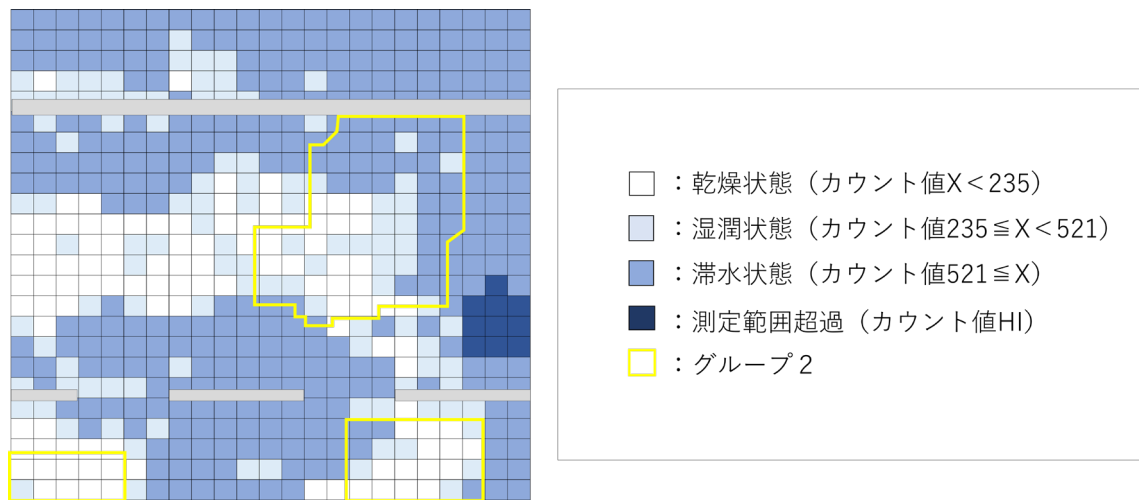 ：乾燥状態（カウント値X＜235）
：湿潤状態（カウント値235≦X＜521）
：滞水状態（カウント値521≦X）
：測定範囲超過（カウント値HI）
：グループ２